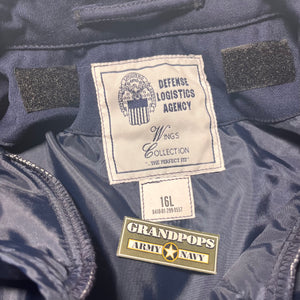 DEFENSE
LOGISTICS
AGENCY
Wings
Collection
"THE PERFECT FIT"
16L
GRANDPOPS
ARMY NAVY